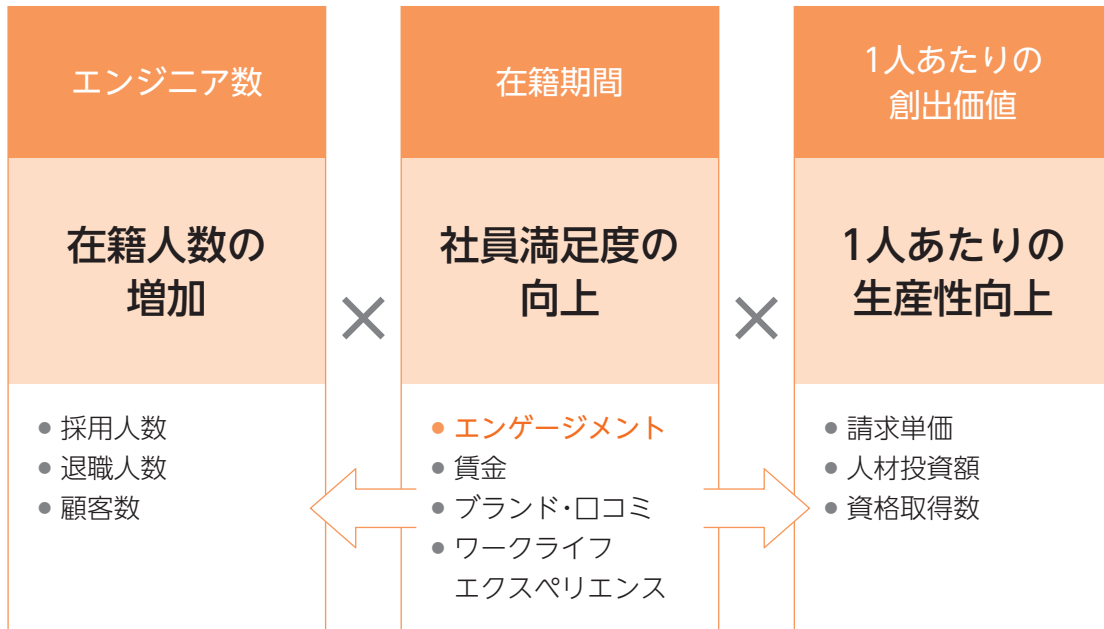 エンジニア数
在籍人数の
増加
● 採用人数
● 退職人数
● 顧客数
×
在籍期間
社員満足度の
向上
● エンゲージメント
● 賃金
● ブランド・口コミ
● ワークライフ
エクスペリエンス
×
1人あたりの
創出価値
1人あたりの
生産性向上
● 請求単価
● 人材投資額
● 資格取得数